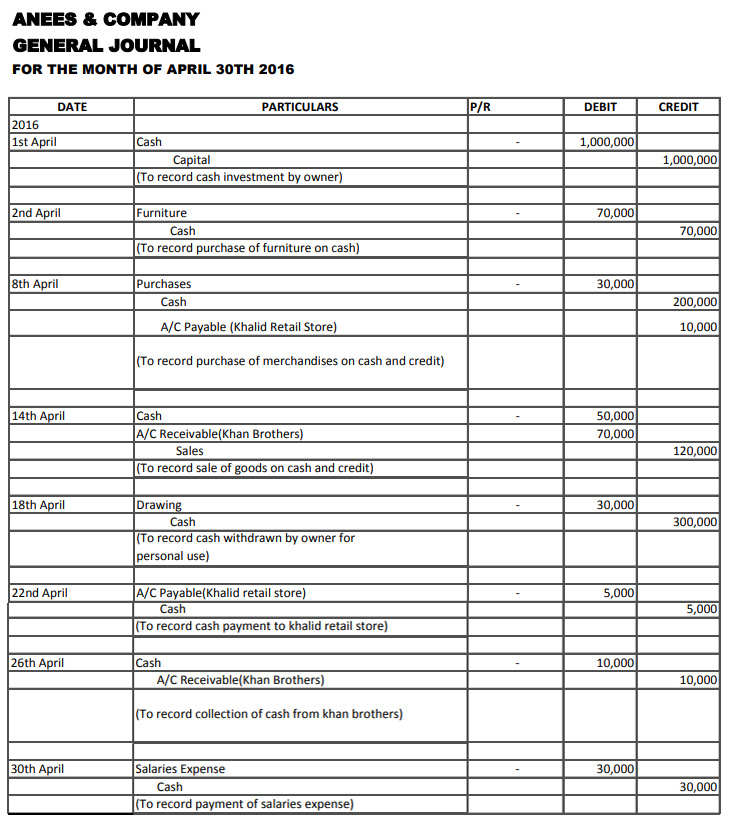 ANEES & COMPANY
GENERAL JOURNAL
FOR THE MONTH OF APRIL 30TH 2016
DATE PARTICULARS P/R DEBIT CREDIT
2016
1st April Cash - 1,000,000
Capital 1,000,000
(To record cash investment by owner)
2nd April Furniture - 70,000
Cash 70,000
(To record purchase of furniture on cash)
8th April Purchases - 30,000
Cash 200,000
A/C Payable (Khalid Retail Store) 10,000
(To record purchase of merchandises on cash and credit)
14th April Cash - 50,000
A/C Receivable(Khan Brothers) 70,000
Sales 120,000
(To record sale of goods on cash and credit)
18th April Drawing - 30,000
Cash 300,000
(To record cash withdrawn by owner for
personal use)
22nd April A/C Payable(Khalid retail store) - 5,000
Cash 5,000
(To record cash payment to khalid retail store)
26th April Cash - 10,000
A/C Receivable(Khan Brothers) 10,000
(To record collection of cash from khan brothers)
30th April Salaries Expense - 30,000
Cash 30,000
(To record payment of salaries expense)